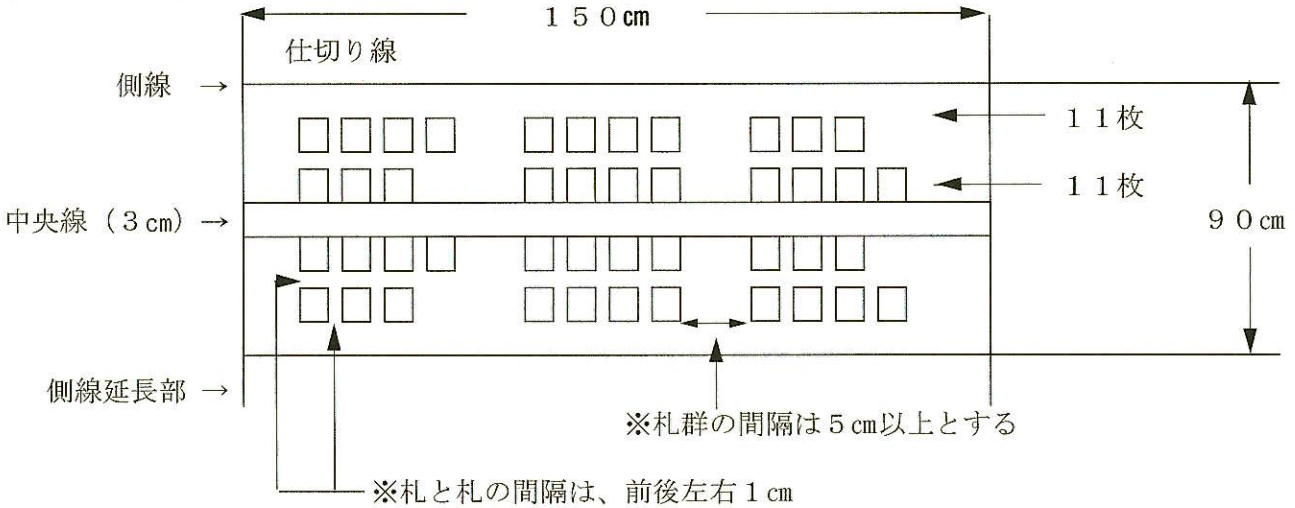 １５０㎝
仕切り線
側線 →
１１枚
１１枚
中央線（３㎝）→
９０㎝
側線延長部 →
※札群の間隔は５㎝以上とする
※札と札の間隔は、前後左右１㎝